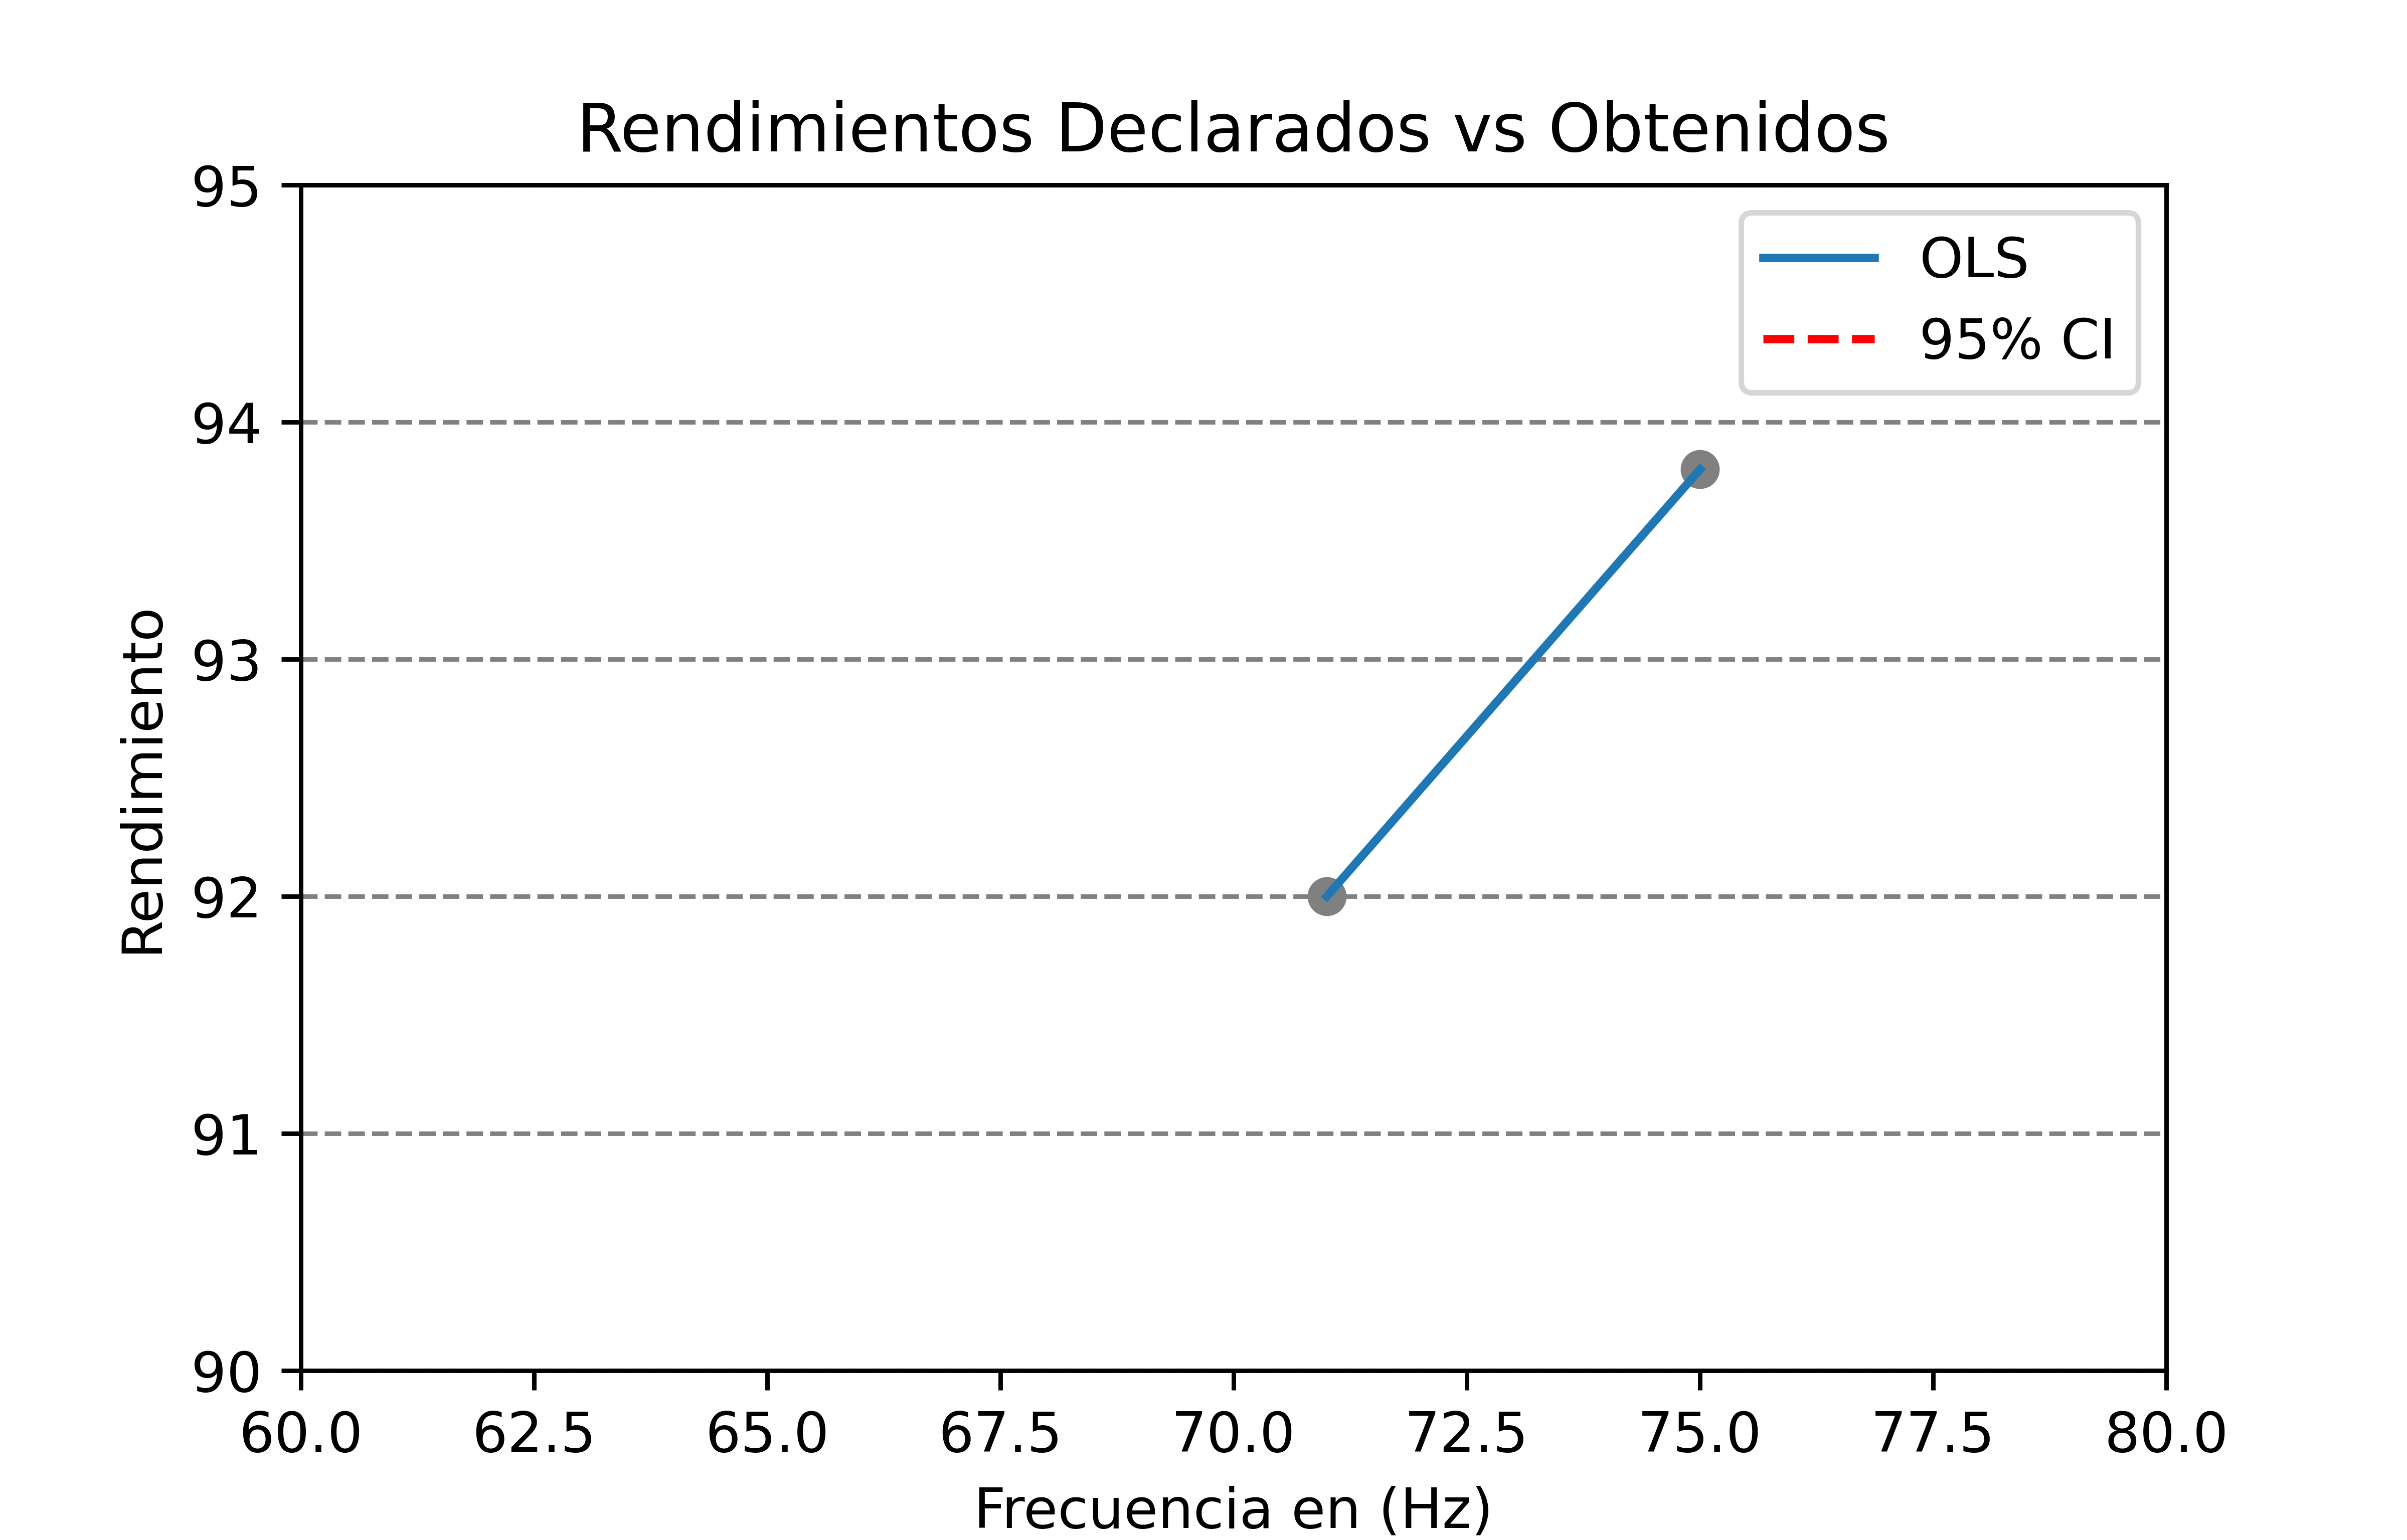 Rendimientos Declarados vs Obtenidos
95
OLS
95% CI
94
93
Rendimiento
92
91
90
60.0 62.5 65.0 67.5 70.0 72.5 75.0 77.5 80.0
Frecuencia en (Hz)